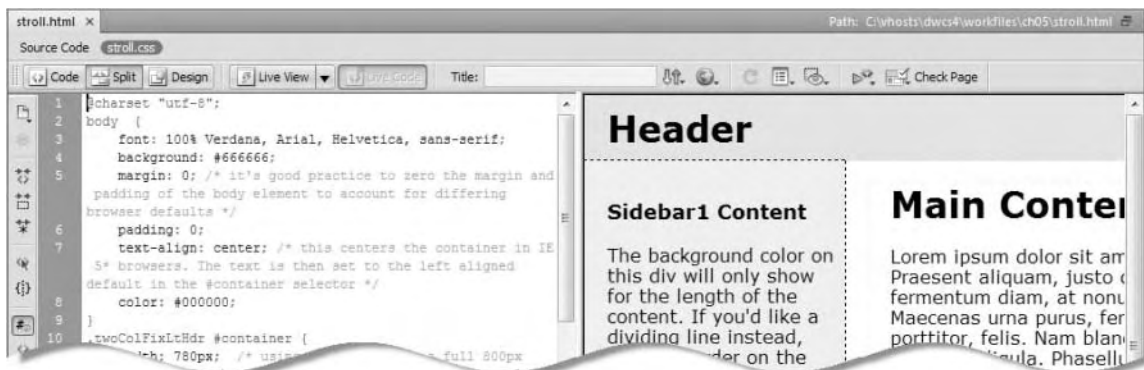 stroll.html ×
Path: C:\vhosts\dwcs4\workfiles\ch05\stroll.html
Source Code stroll.css
Code Split Design Live View Live Code Title: Check Page
1 @charset "utf-8";
2 body {
3 font: 100% Verdana, Arial, Helvetica, sans-serif;
4 background: #666666;
5 margin: 0; /* it's good practice to zero the margin and
padding of the body element to account for differing
browser defaults */
6 padding: 0;
7 text-align: center; /* this centers the container in IE
5* browsers. The text is then set to the left aligned
default in the #container selector */
8 color: #000000;
9 }
10 .twoColFixLtHdr #container {
780px; /* full 800px
Header
Sidebar1 Content
The background color on
this div will only show
for the length of the
content. If you'd like a
dividing line instead,
on the
Main Conte
Lorem ipsum dolor sit am
Praesent aliquam, justo
fermentum diam, at nonu
Maecenas urna purus, fer
porttitor, felis. Nam blan
Phasellu